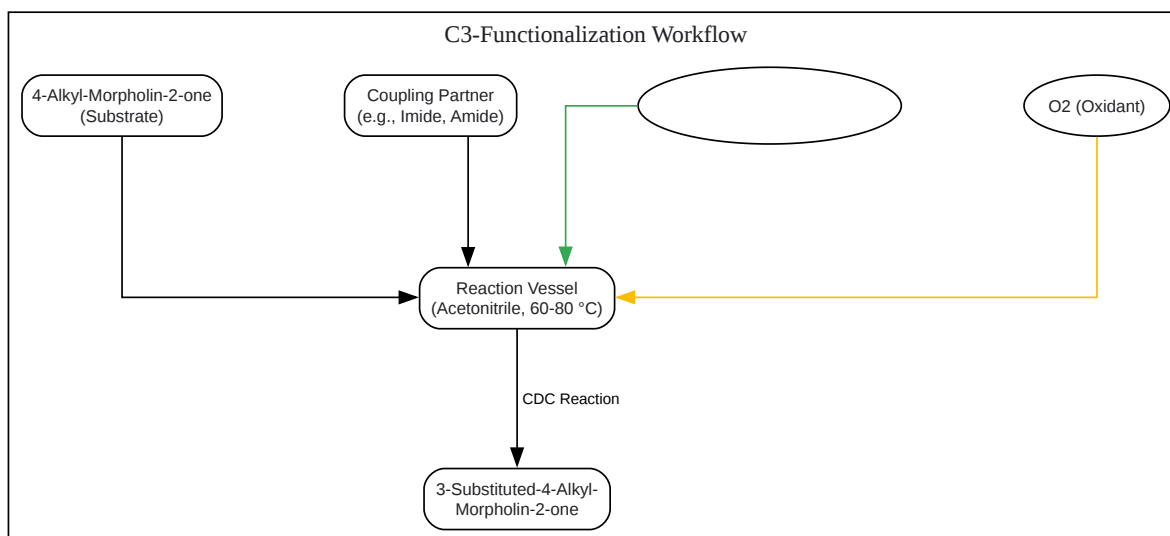 C3-Functionalization Workflow
4-Alkyl-Morpholin-2-one
(Substrate)
Coupling Partner
(e.g., Imide, Amide)
O2 (Oxidant)
Reaction Vessel
(Acetonitrile, 60-80 °C)
CDC Reaction
3-Substituted-4-Alkyl-
Morpholin-2-one